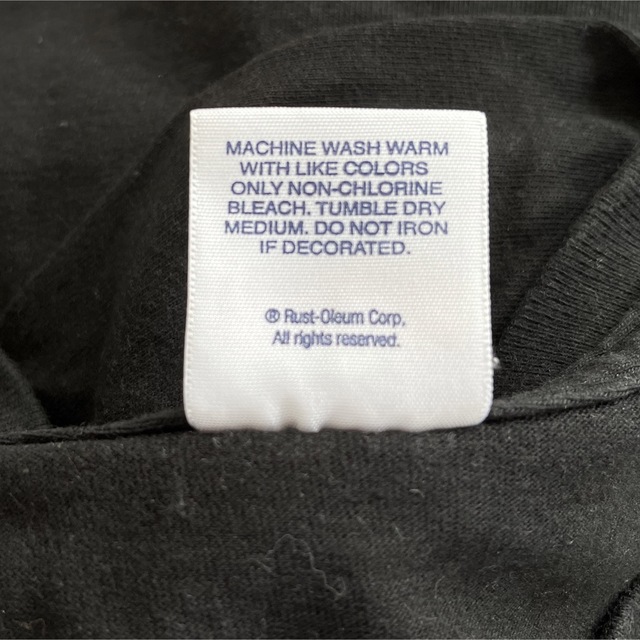 MACHINE WASH WARM
WITH LIKE COLORS
ONLY NON-CHLORINE
BLEACH. TUMBLE DRY
MEDIUM. DO NOT IRON
IF DECORATED.
® Rust-Oleum Corp.
All rights reserved.